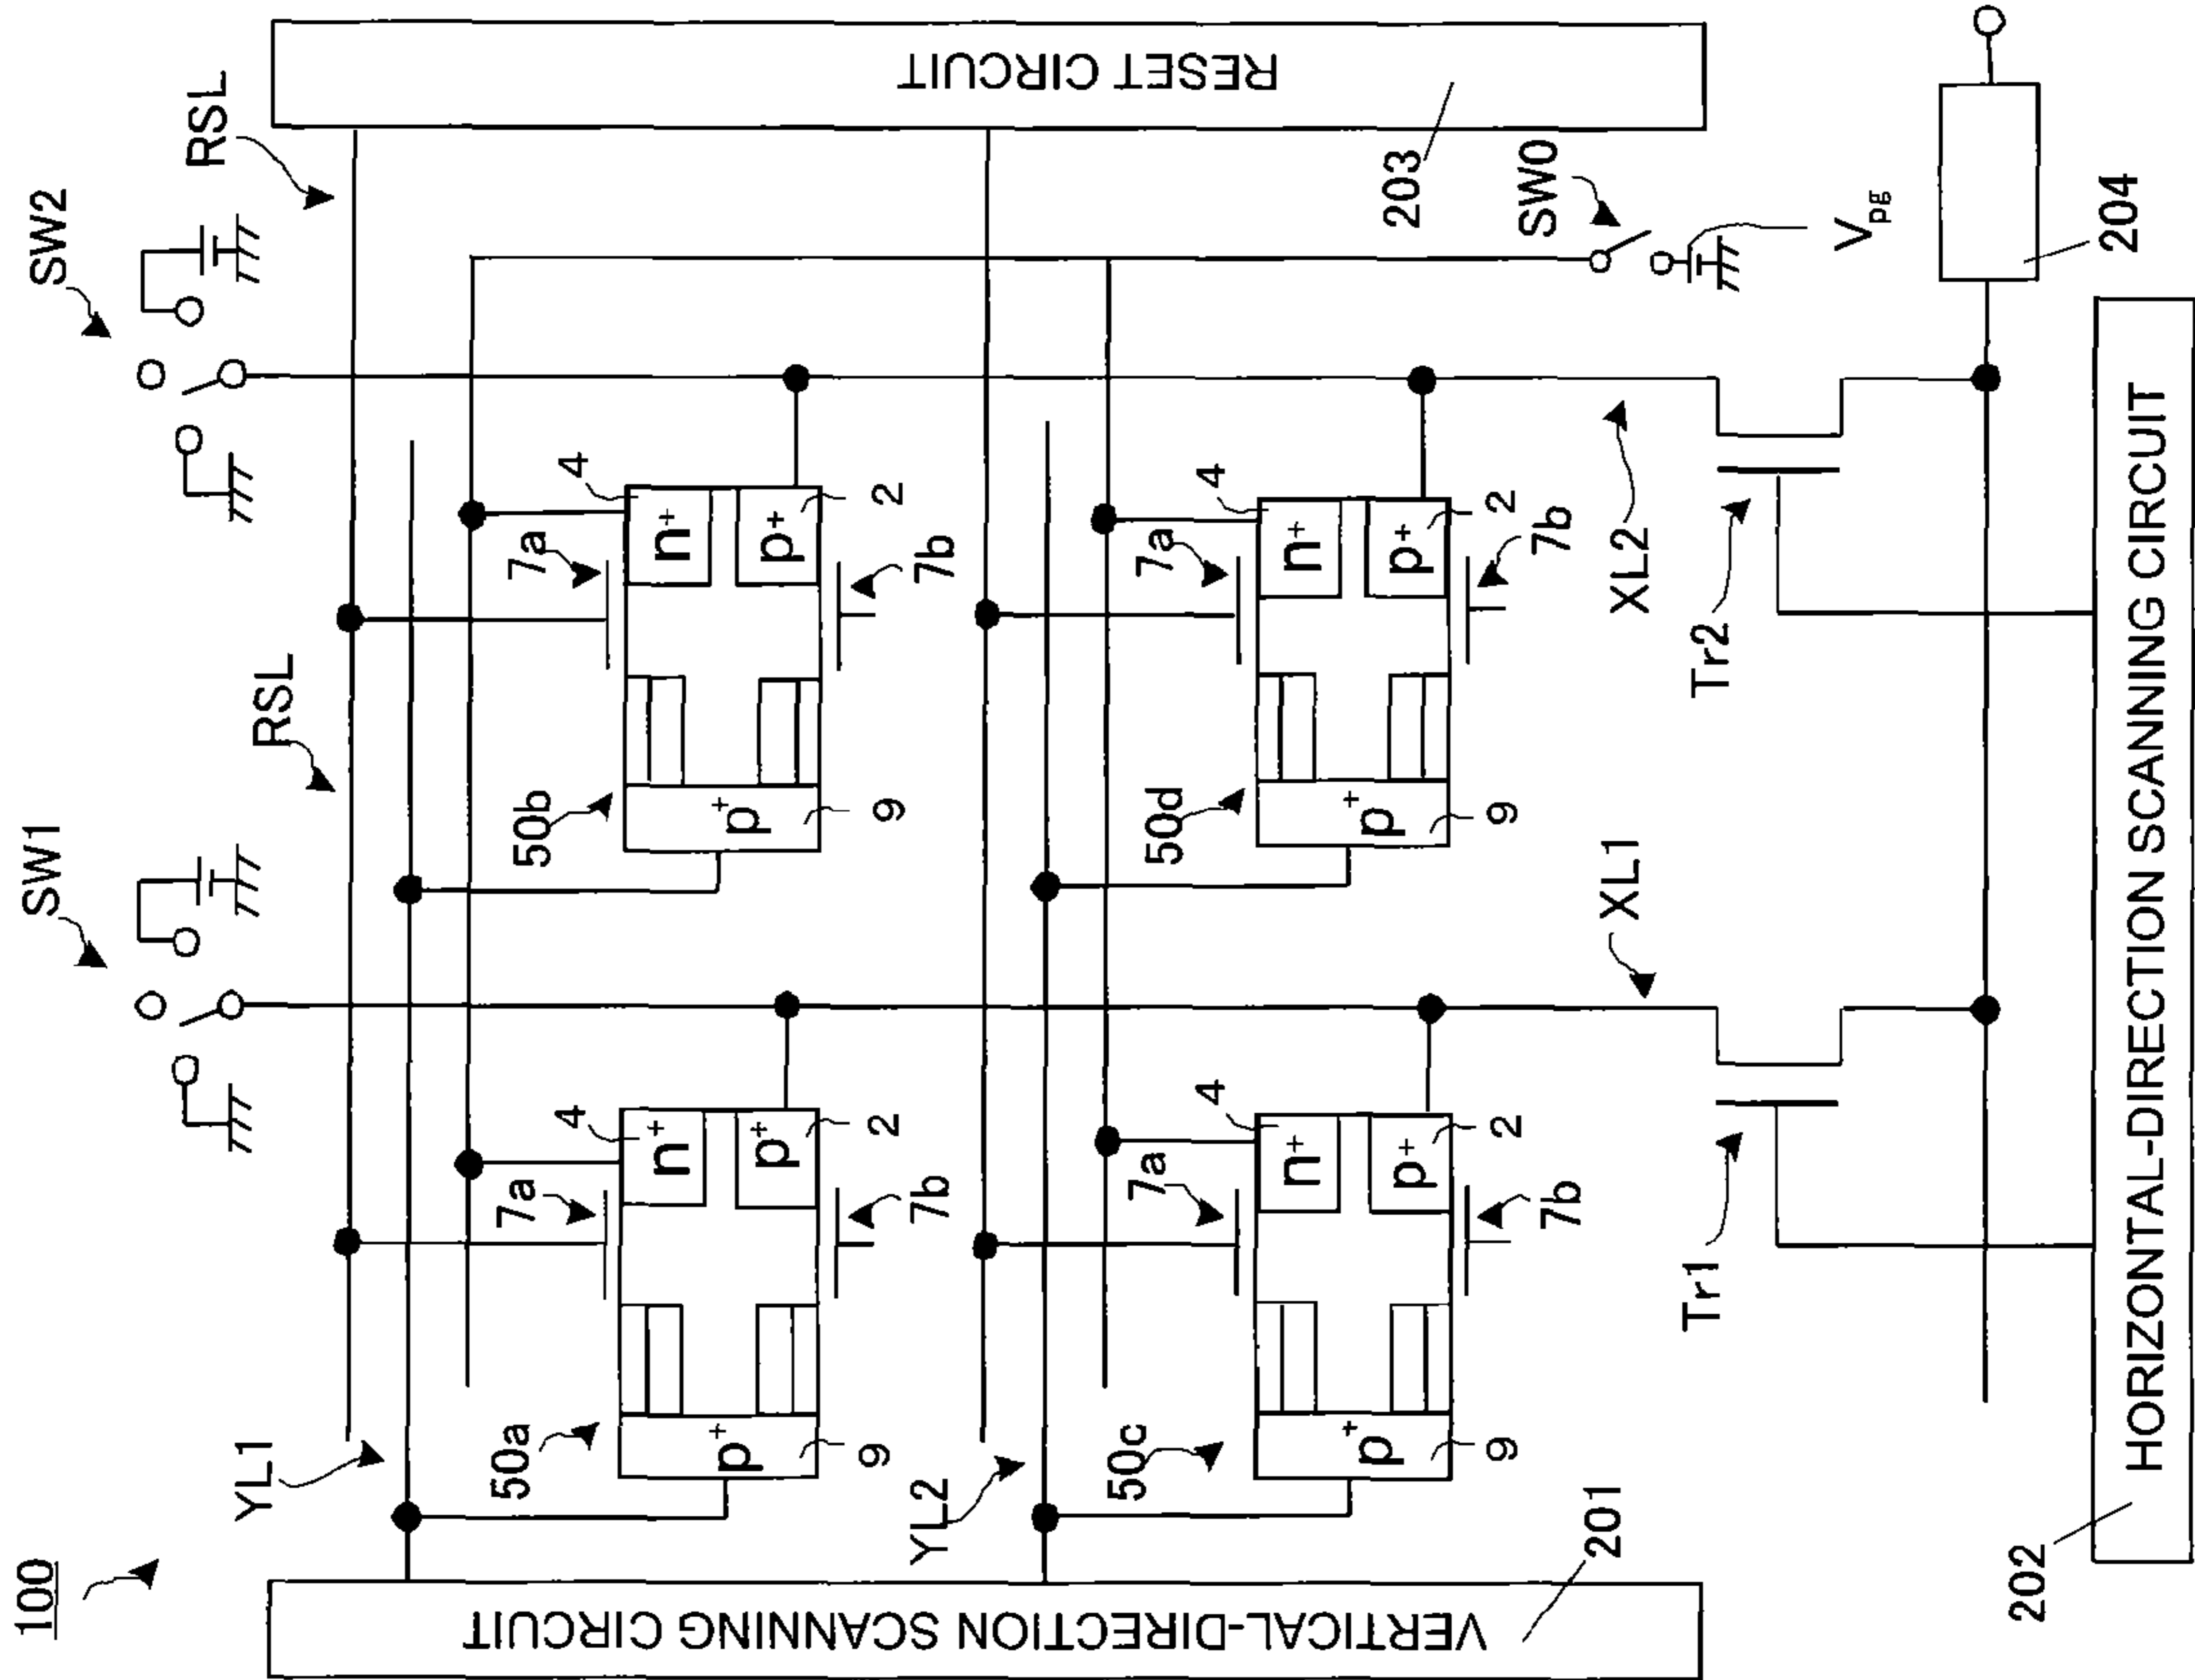 100
SW1
SW2
RSL
YL1
RSL
50a
7a
4
50b
7a
4
n+
n+
p+
p+
p+
p+
9
2
9
2
7b
7b
VERTICAL-DIRECTION SCANNING CIRCUIT
RESET CIRCUIT
YL2
50c
7a
4
50d
7a
4
n+
n+
p+
p+
p+
p+
9
2
9
2
7b
7b
203
SW0
201
XL1
XL2
Tr1
Tr2
Vpg
204
202
HORIZONTAL-DIRECTION SCANNING CIRCUIT